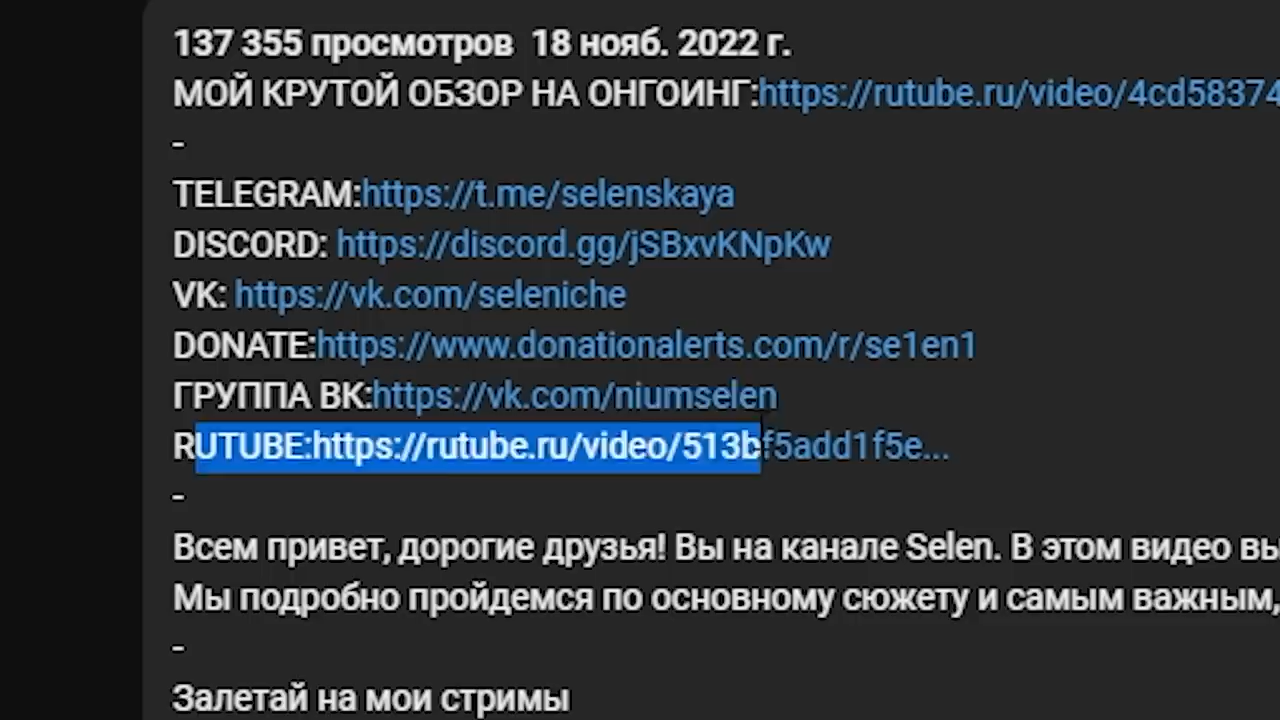 137 355 просмотров 18 нояб. 2022 г.
МОЙ КРУТОЙ ОБЗОР НА ОНГОИНГ:https://rutube.ru/video/4cd58374
-
TELEGRAM:https://t.me/selenskaya
DISCORD: https://discord.gg/jSBxvKNpKw
VK: https://vk.com/seleniche
DONATE:https://www.donationalerts.com/r/se1en1
ГРУППА ВК:https://vk.com/niumselen
RUTUBE:https://rutube.ru/video/513bf5add1f5e...
-
Всем привет, дорогие друзья! Вы на канале Selen. В этом видео вы
Мы подробно пройдемся по основному сюжету и самым важным,
-
Залетай на мои стримы